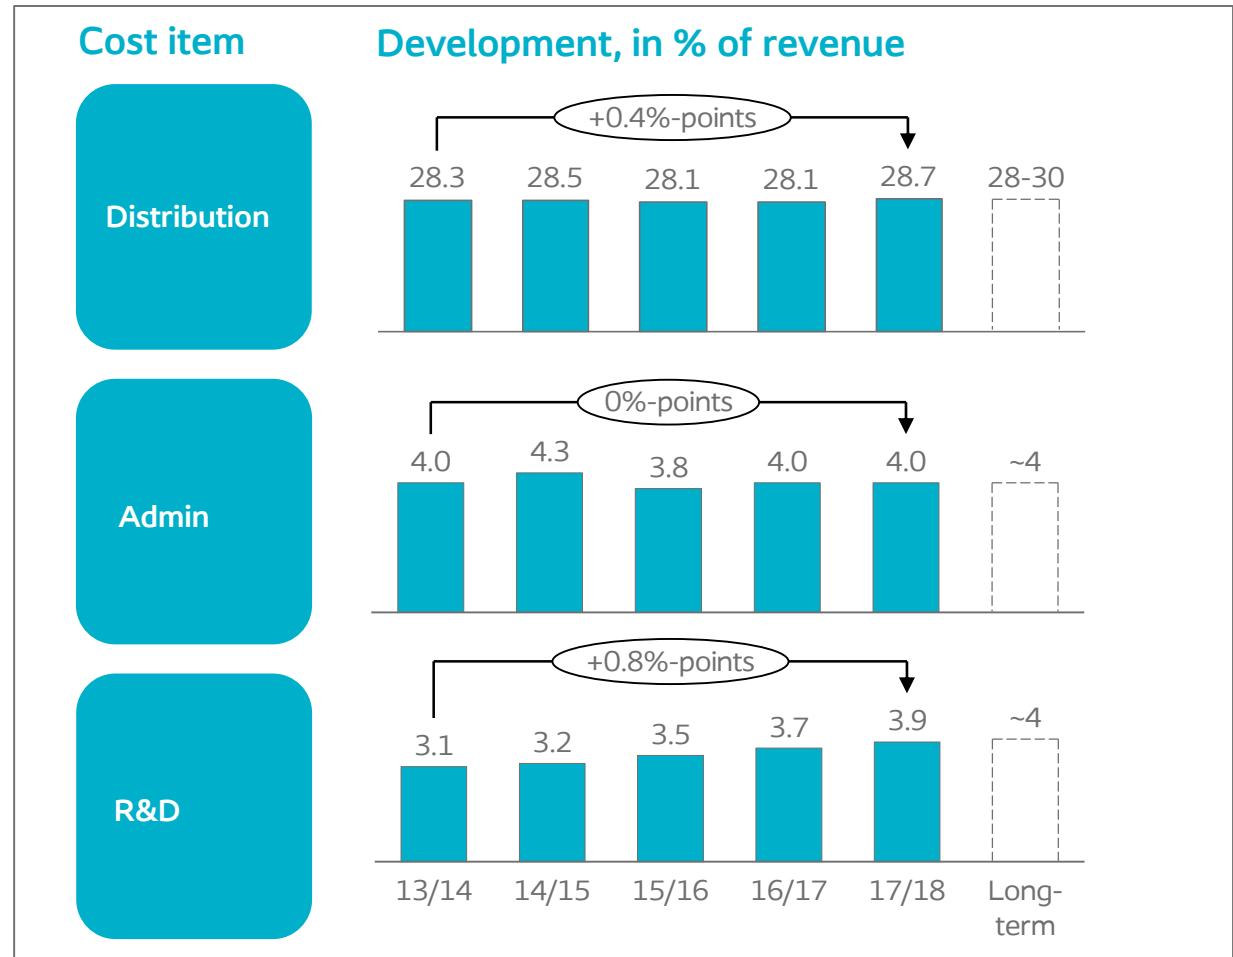 Cost item
Development, in % of revenue
Distribution
+0.4%-points
28.3 28.5 28.1 28.1 28.7 28-30
Admin
0%-points
4.0 4.3 3.8 4.0 4.0 ~4
R&D
+0.8%-points
3.1 3.2 3.5 3.7 3.9 ~4
13/14 14/15 15/16 16/17 17/18 Long-
term